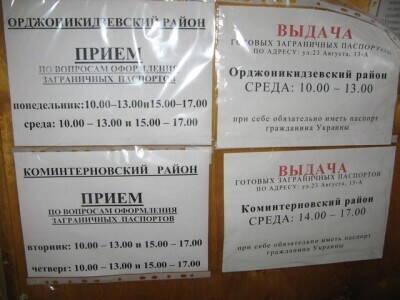 ОРДЖОНИКИДЗЕВСКИЙ РАЙОН
ПРИЕМ
ПО ВОПРОСАМ ОФОРМЛЕНИЯ
ЗАГРАНИЧНЫХ ПАСПОРТОВ
понедельник:10.00–13.00и15.00–17.00
среда: 10.00 – 13.00 и 15.00 – 17.00
ВЫДАЧА
ГОТОВЫХ ЗАГРАНИЧНЫХ ПАСПОРТОВ
ПО АДРЕСУ: ул.23 Августа, 13-А
Орджоникидзевский район
СРЕДА: 10.00 – 13.00
при себе обязательно иметь паспорт
гражданина Украины
КОМИНТЕРНОВСКИЙ РАЙОН
ПРИЕМ
ПО ВОПРОСАМ ОФОРМЛЕНИЯ
ЗАГРАНИЧНЫХ ПАСПОРТОВ
вторник: 10.00 – 13.00 и 15.00 – 17.00
четверг: 10.00 – 13.00 и 15.00 – 17.00
ВЫДАЧА
ГОТОВЫХ ЗАГРАНИЧНЫХ ПАСПОРТОВ
ПО АДРЕСУ: ул.23 Августа, 13-А
Коминтерновский район
СРЕДА: 14.00 – 17.00
при себе обязательно иметь паспорт
гражданина Украины